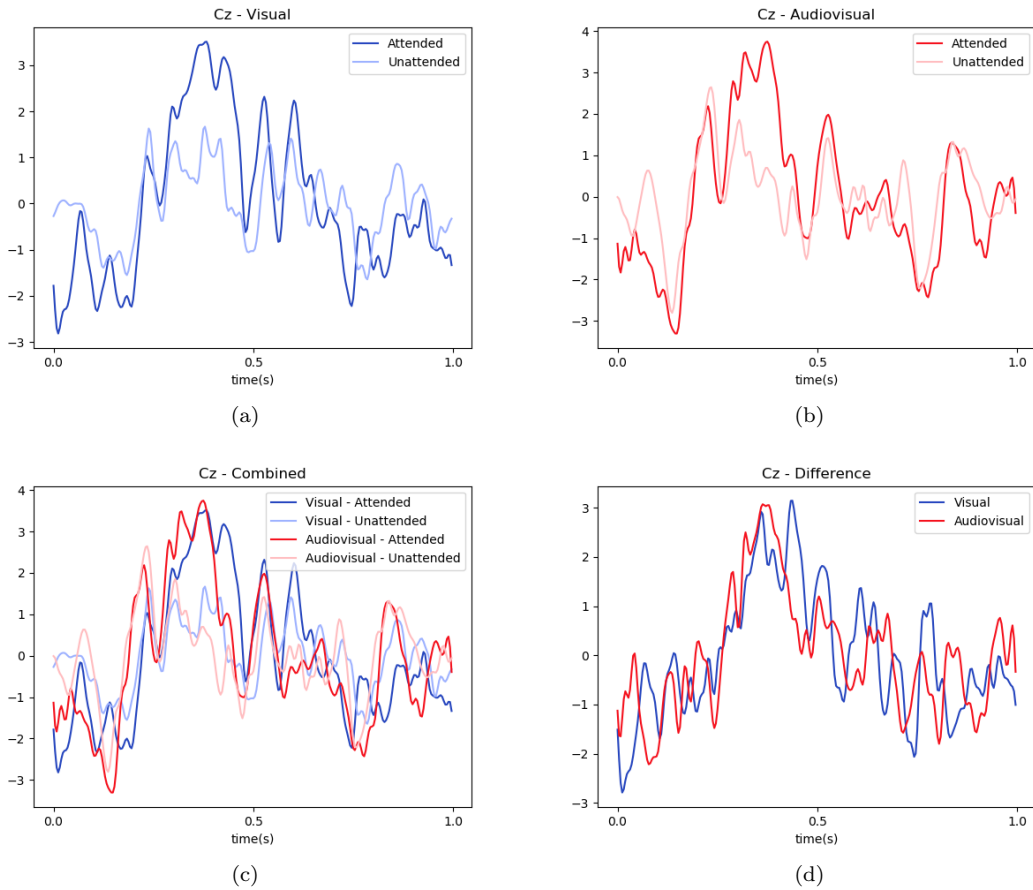 Cz - Visual
Attended
Unattended
3
2
1
0
−1
−2
−3
0.0 0.5 1.0
time(s)
(a)
Cz - Audiovisual
Attended
Unattended
4
3
2
1
0
−1
−2
−3
0.0 0.5 1.0
time(s)
(b)
Cz - Combined
Visual - Attended
Visual - Unattended
Audiovisual - Attended
Audiovisual - Unattended
4
3
2
1
0
−1
−2
−3
0.0 0.5 1.0
time(s)
(c)
Cz - Difference
Visual
Audiovisual
3
2
1
0
−1
−2
−3
0.0 0.5 1.0
time(s)
(d)